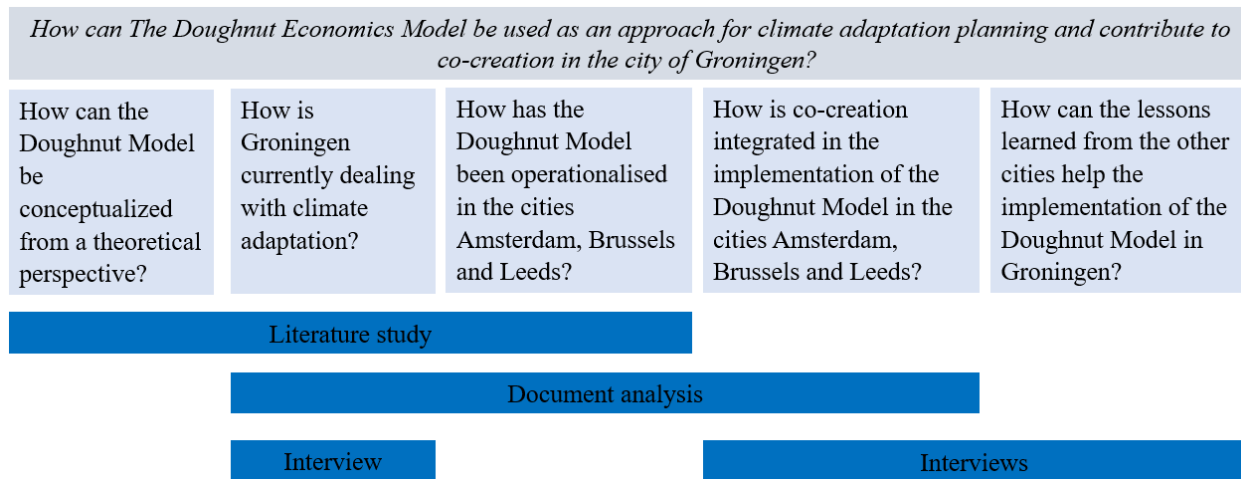 How can The Doughnut Economics Model be used as an approach for climate adaptation planning and contribute to
co-creation in the city of Groningen?
How can the
Doughnut Model
be
conceptualized
from a theoretical
perspective?
How is
Groningen
currently dealing
with climate
adaptation?
How has the
Doughnut Model
been operationalised
in the cities
Amsterdam, Brussels
and Leeds?
How is co-creation
integrated in the
implementation of the
Doughnut Model in the
cities Amsterdam,
Brussels and Leeds?
How can the lessons
learned from the other
cities help the
implementation of the
Doughnut Model in
Groningen?
Literature study
Document analysis
Interview
Interviews